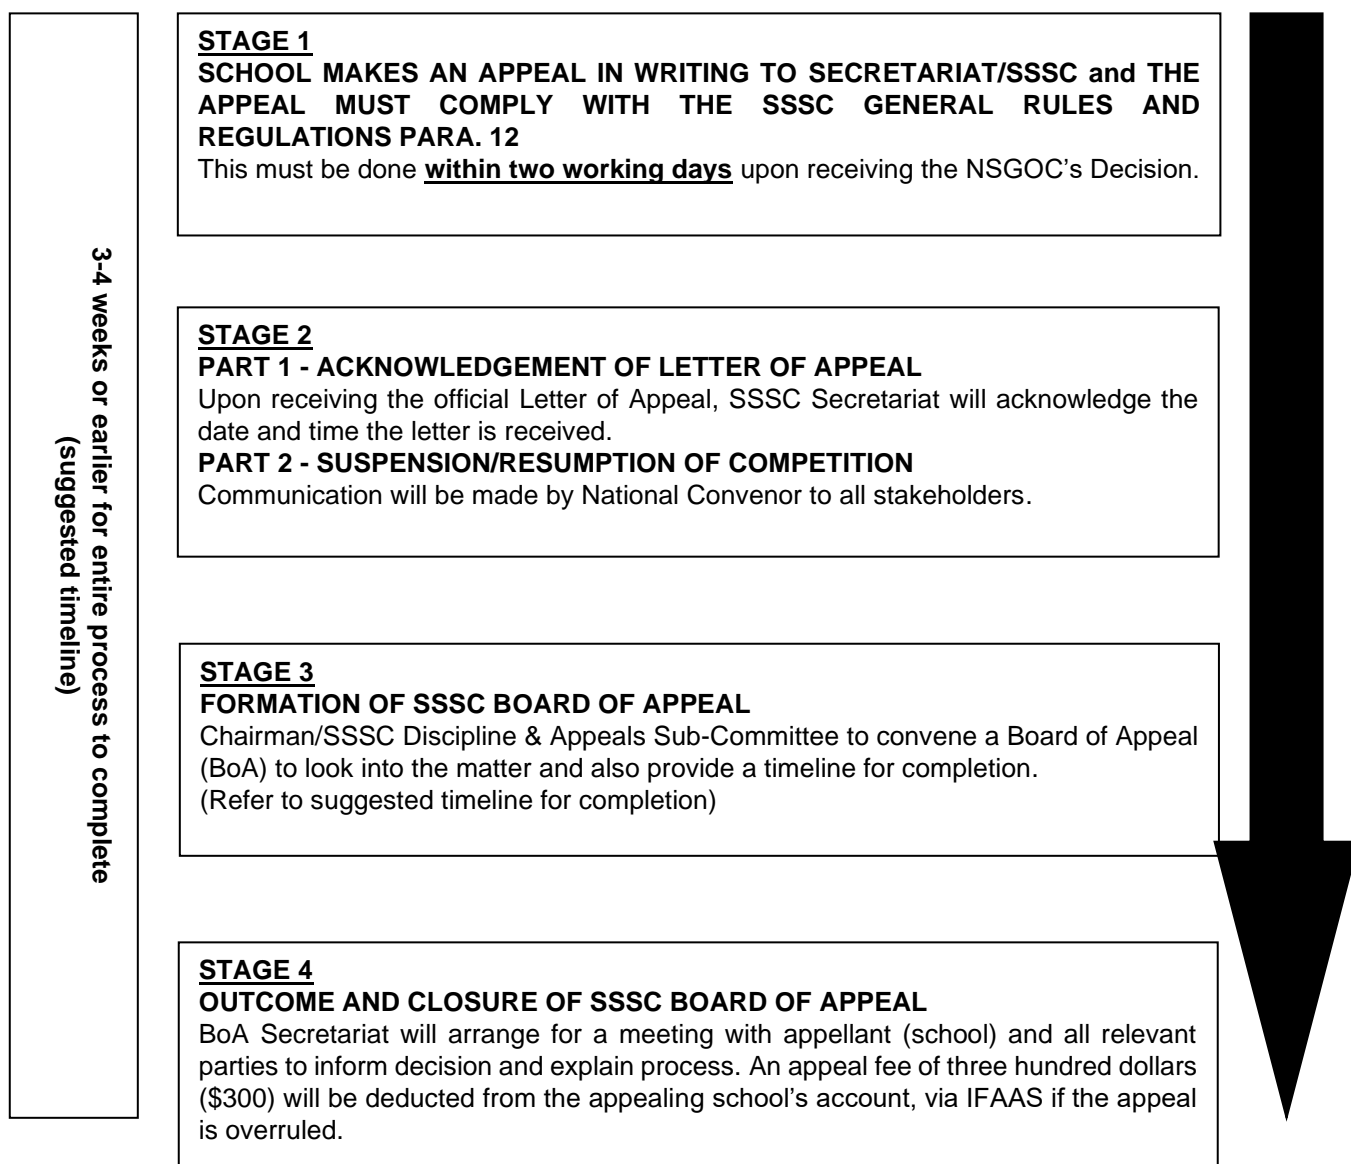 3-4 weeks or earlier for entire process to complete
(suggested timeline)
STAGE 1
SCHOOL MAKES AN APPEAL IN WRITING TO SECRETARIAT/SSSC and THE
APPEAL MUST COMPLY WITH THE SSSC GENERAL RULES AND
REGULATIONS PARA. 12
This must be done within two working days upon receiving the NSGOC’s Decision.
STAGE 2
PART 1 - ACKNOWLEDGEMENT OF LETTER OF APPEAL
Upon receiving the official Letter of Appeal, SSSC Secretariat will acknowledge the
date and time the letter is received.
PART 2 - SUSPENSION/RESUMPTION OF COMPETITION
Communication will be made by National Convenor to all stakeholders.
STAGE 3
FORMATION OF SSSC BOARD OF APPEAL
Chairman/SSSC Discipline & Appeals Sub-Committee to convene a Board of Appeal
(BoA) to look into the matter and also provide a timeline for completion.
(Refer to suggested timeline for completion)
STAGE 4
OUTCOME AND CLOSURE OF SSSC BOARD OF APPEAL
BoA Secretariat will arrange for a meeting with appellant (school) and all relevant
parties to inform decision and explain process. An appeal fee of three hundred dollars
($300) will be deducted from the appealing school’s account, via IFAAS if the appeal
is overruled.